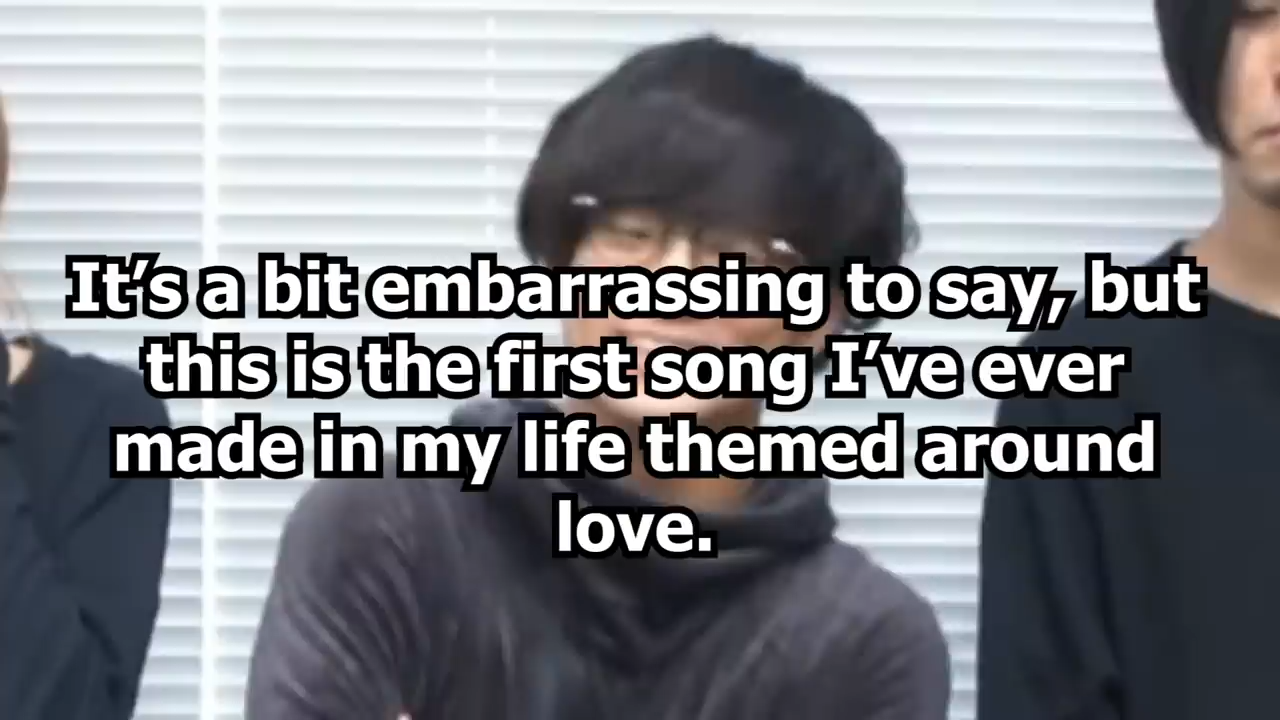 It’s a bit embarrassing to say, but
this is the first song I’ve ever
made in my life themed around
love.